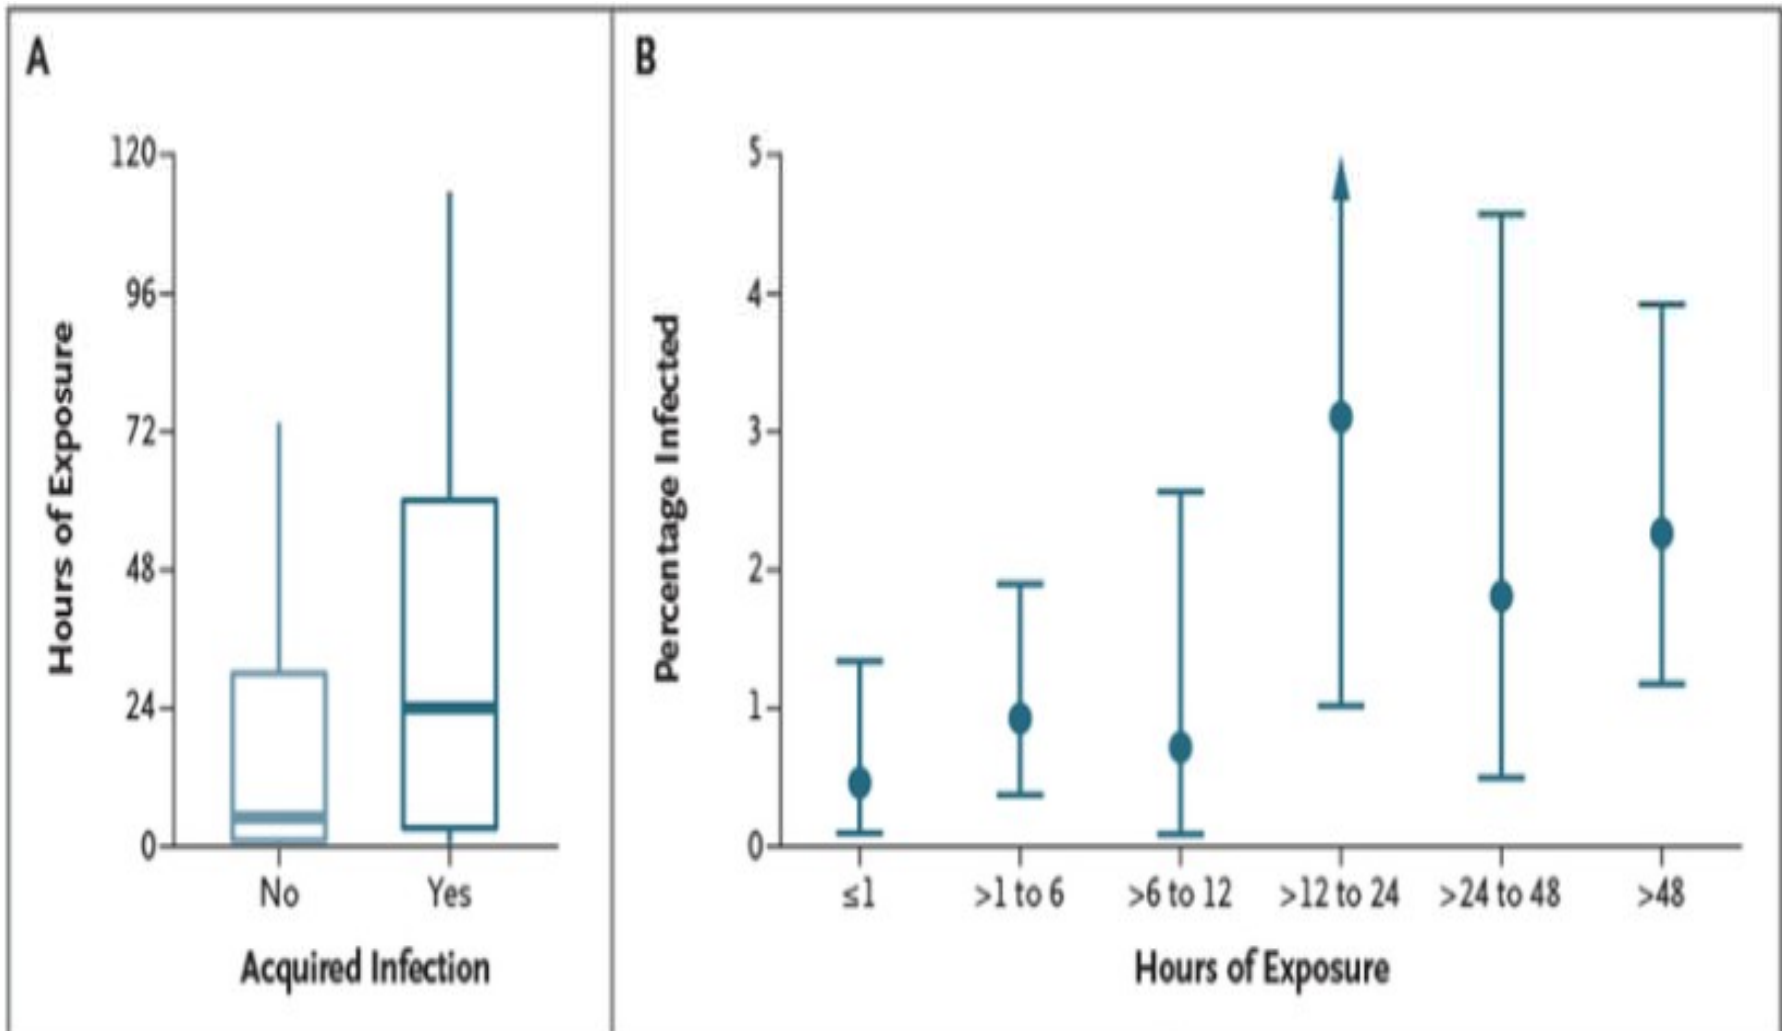 A
120
96
72
48
24
0
Hours of Exposure
No Yes
Acquired Infection
B
5
4
3
2
1
0
Percentage Infected
≤1 >1 to 6 >6 to 12 >12 to 24 >24 to 48 >48
Hours of Exposure